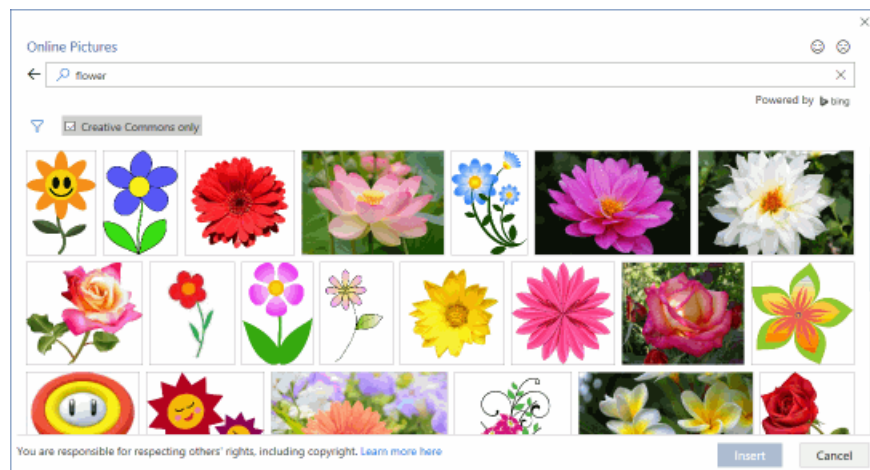 Online Pictures
flower
Powered by bing
Creative Commons only
You are responsible for respecting others' rights, including copyright. Learn more here
Insert
Cancel